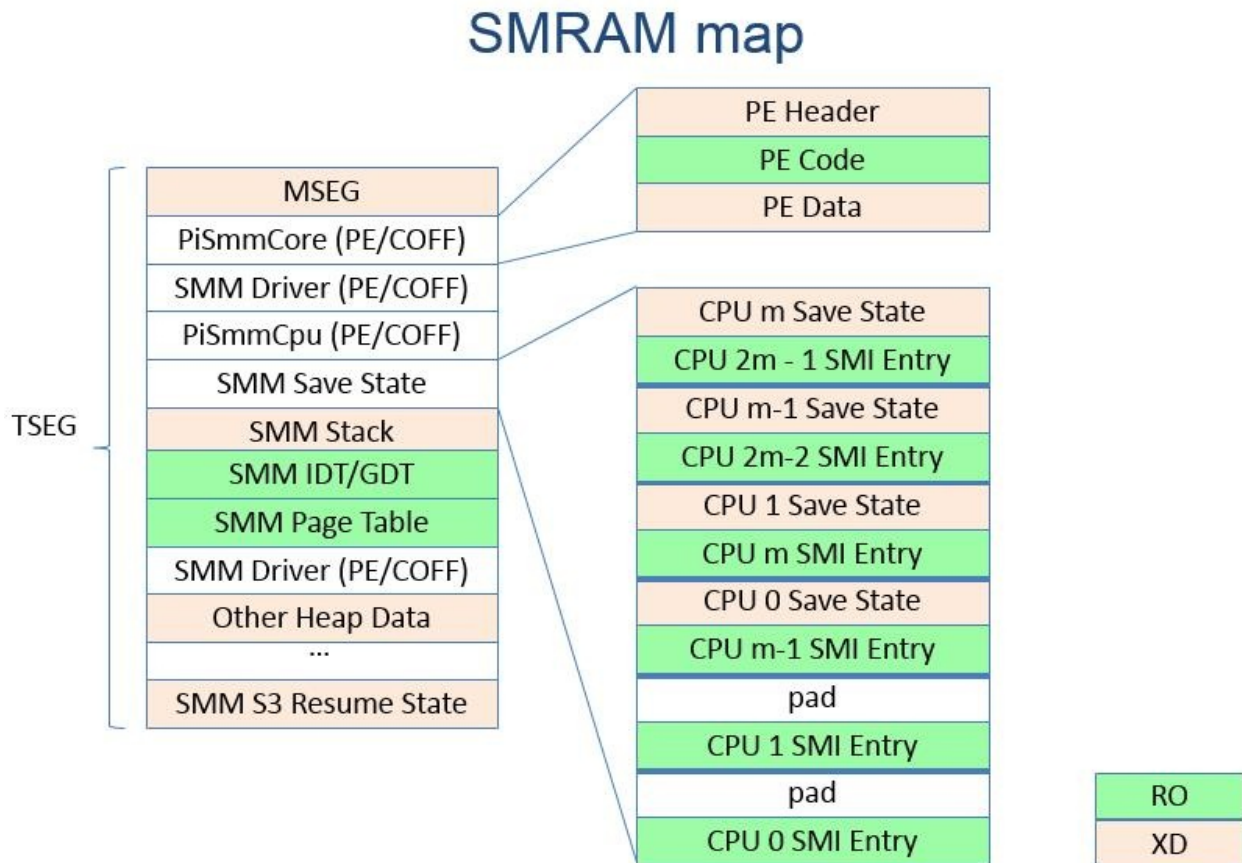 SMRAM map
TSEG
MSEG
PiSmmCore (PE/COFF)
SMM Driver (PE/COFF)
PiSmmCpu (PE/COFF)
SMM Save State
SMM Stack
SMM IDT/GDT
SMM Page Table
SMM Driver (PE/COFF)
Other Heap Data
...
SMM S3 Resume State
PE Header
PE Code
PE Data
CPU m Save State
CPU 2m - 1 SMI Entry
CPU m-1 Save State
CPU 2m-2 SMI Entry
CPU 1 Save State
CPU m SMI Entry
CPU 0 Save State
CPU m-1 SMI Entry
pad
CPU 1 SMI Entry
pad
CPU 0 SMI Entry
RO
XD